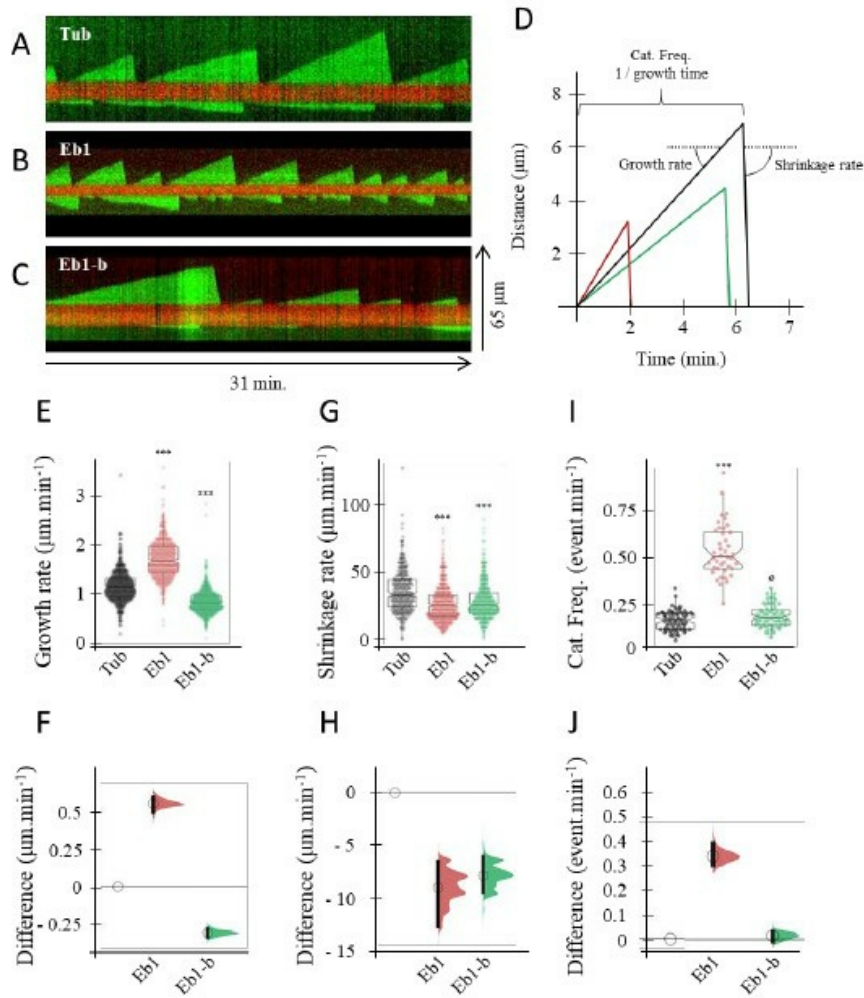 A
Tub
B
Eb1
C
Eb1-b
65 µm
31 min.
D
Cat. Freq.
1 / growth time
Distance (µm)
8
6
4
2
Growth rate
Shrinkage rate
2
4
6
7
Time (min.)
E
Growth rate (µm.min-1)
3
2
1
0
***
***
Tub
Eb1
Eb1-b
G
Shrinkage rate (µm.min-1)
100
50
0
***
***
Tub
Eb1
Eb1-b
I
Cat. Freq. (event.min-1)
0.75
0.50
0.25
0
***
ø
Tub
Eb1
Eb1-b
F
Difference (µm.min-1)
0.5
0.25
0
- 0.25
Eb1
Eb1-b
H
Difference (µm.min-1)
0
- 5
- 10
- 15
Eb1
Eb1-b
J
Difference (event.min-1)
0.6
0.5
0.4
0.3
0.2
0.1
0
Eb1
Eb1-b